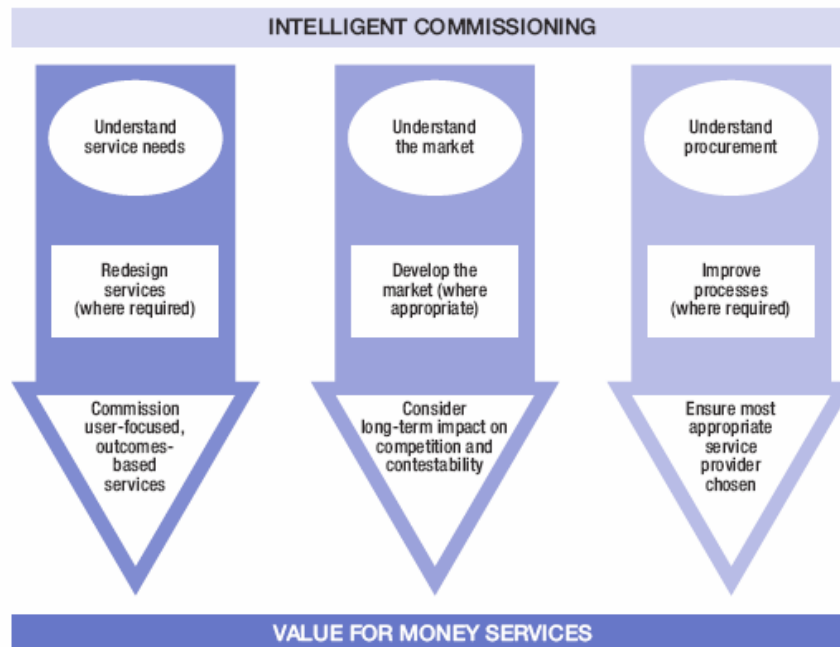 INTELLIGENT COMMISSIONING
Understand
service needs
Redesign
services
(where required)
Commission
user-focused,
outcomes-
based
services
Understand
the market
Develop the
market (where
appropriate)
Consider
long-term impact on
competition and
contestability
Understand
procurement
Improve
processes
(where required)
Ensure most
appropriate
service
provider
chosen
VALUE FOR MONEY SERVICES